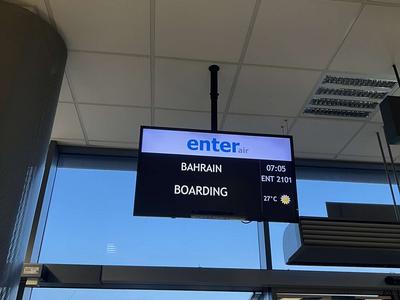 enter air
BAHRAIN 07:05
ENT 2101
BOARDING
27°C